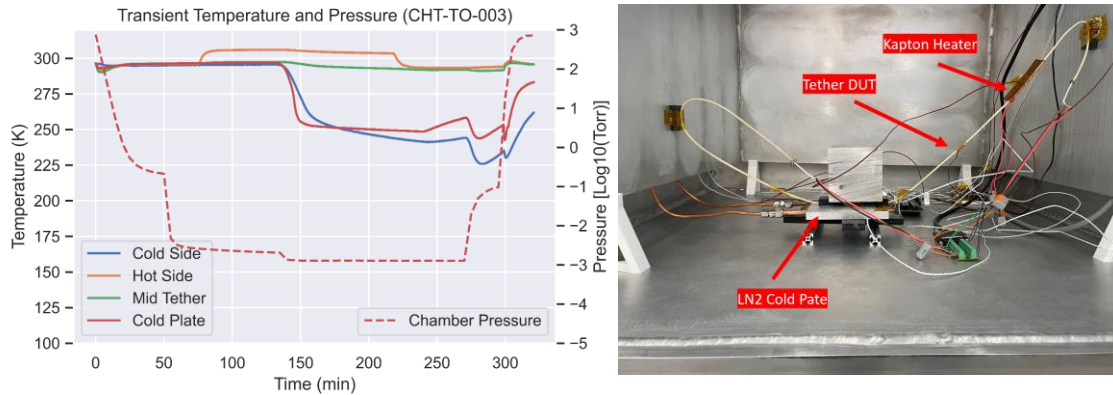 Transient Temperature and Pressure (CHT-TO-003)
Temperature (K)
300
275
250
225
200
175
150
125
100
Cold Side
Hot Side
Mid Tether
Cold Plate
Chamber Pressure
0
50
100
150
200
250
300
Time (min)
3
2
1
0
−1
−2
−3
−4
−5
Pressure [Log10(Torr)]
Kapton Heater
Tether DUT
LN2 Cold Pate